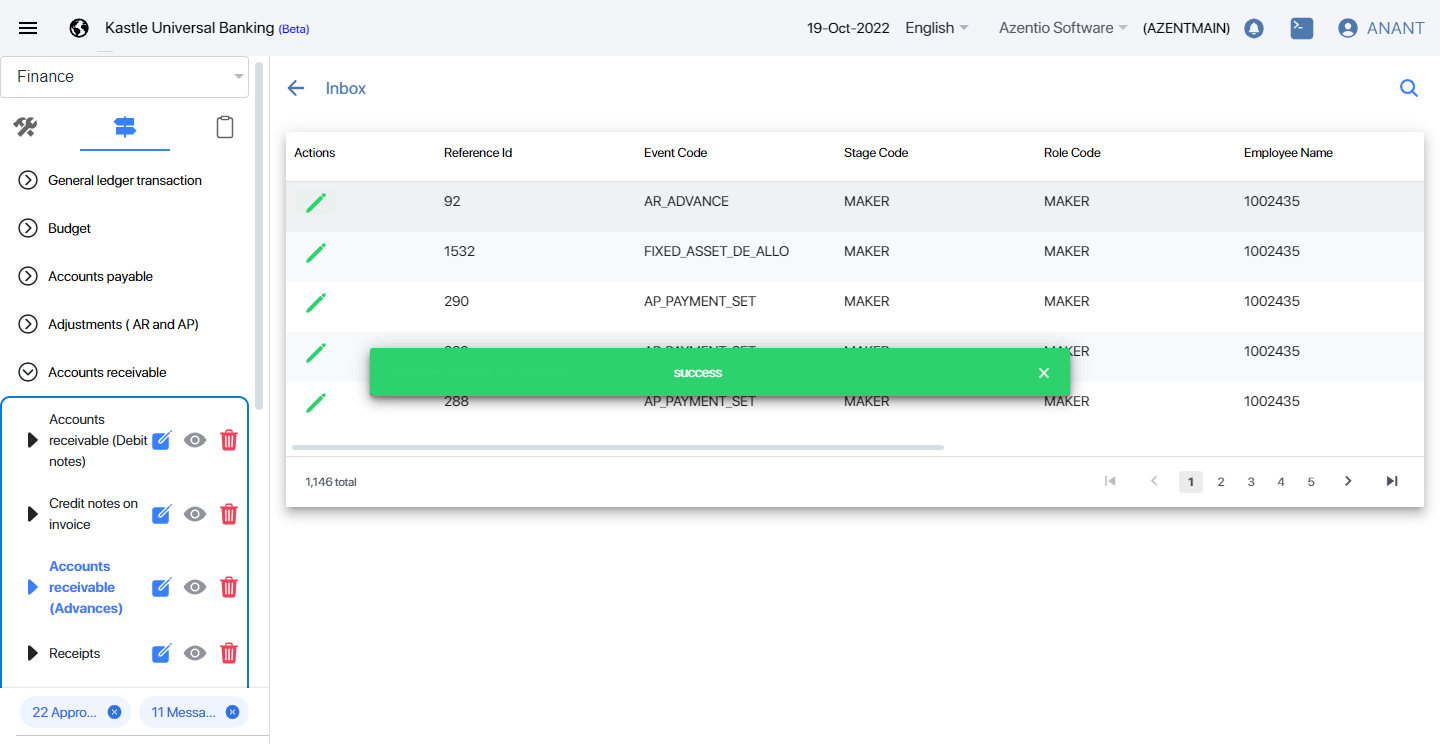 Kastle Universal Banking (Beta)
19-Oct-2022 English Azentio Software (AZENTMAIN) ANANT
Finance
General ledger transaction
Budget
Accounts payable
Adjustments ( AR and AP)
Accounts receivable
Accounts
receivable (Debit
notes)
Credit notes on
invoice
Accounts
receivable
(Advances)
Receipts
22 Appro...
11 Messa...
Inbox
Actions Reference Id Event Code Stage Code Role Code Employee Name
92 AR_ADVANCE MAKER MAKER 1002435
1532 FIXED_ASSET_DE_ALLO MAKER MAKER 1002435
290 AP_PAYMENT_SET MAKER MAKER 1002435
1002435
success
288 AP_PAYMENT_SET MAKER MAKER 1002435
1,146 total
1 2 3 4 5